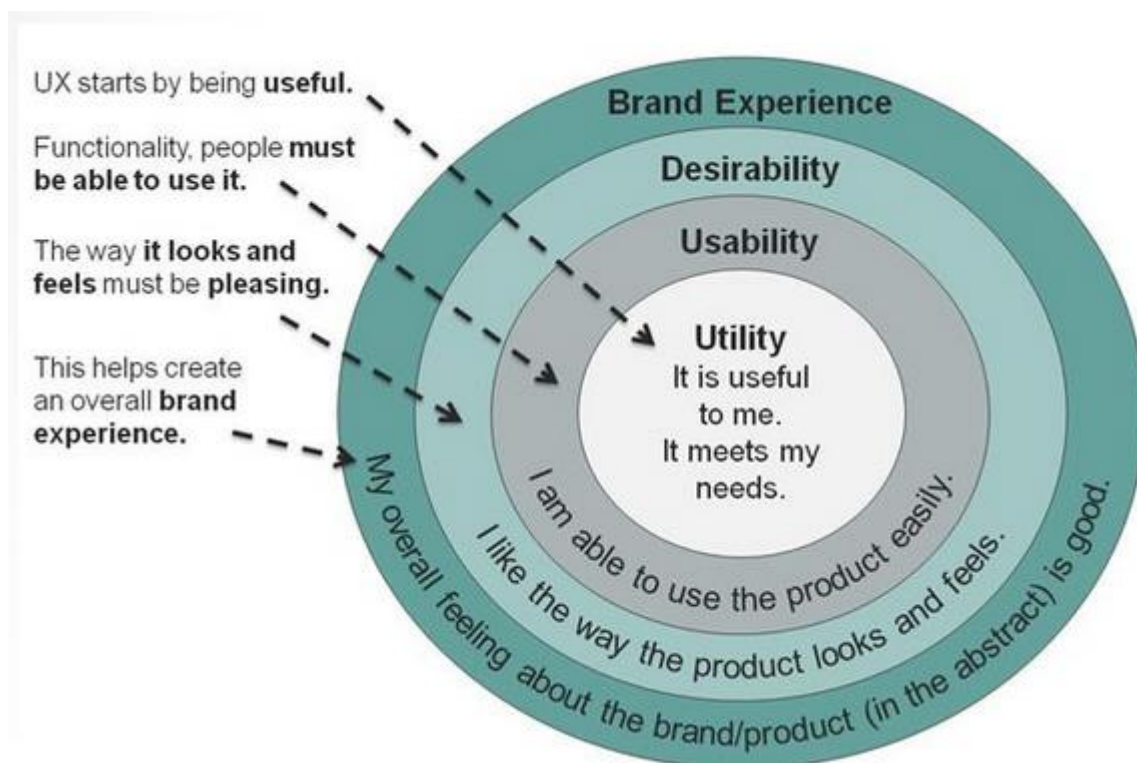 UX starts by being useful.
Functionality, people must
be able to use it.
The way it looks and
feels must be pleasing.
This helps create
an overall brand
experience.
Brand Experience
Desirability
Usability
Utility
It is useful
to me.
It meets my
needs.
I am able to use the product easily.
I like the way the product looks and feels.
My overall feeling about the brand/product (in the abstract) is good.